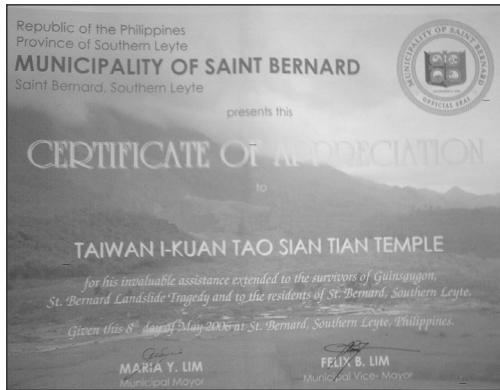 Republic of the Philippines
Province of Southern Leyte
MUNICIPALITY OF SAINT BERNARD
Saint Bernard, Southern Leyte
MUNICIPALITY OF SAINT BERNARD
OFFICIAL SEAL
presents this
CERTIFICATE OF APPRECIATION
to
TAIWAN I-KUAN TAO SIAN TIAN TEMPLE
for his invaluable assistance extended to the survivors of Guinsaugon,
St. Bernard Landslide Tragedy and to the residents of St. Bernard, Southern Leyte.
Given this 8th day of May 2006 at St. Bernard, Southern Leyte, Philippines.
MARIA Y. LIM
Municipal Mayor
FELIX B. LIM
Municipal Vice- Mayor